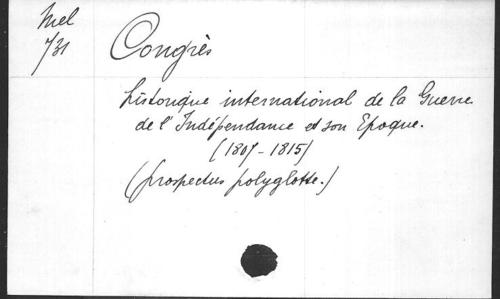 Mel
731
Congrès
historique international de la Guerre
de l'Indépendance et son Epoque.
(1807-1815)
(prospectus polyglotte.)